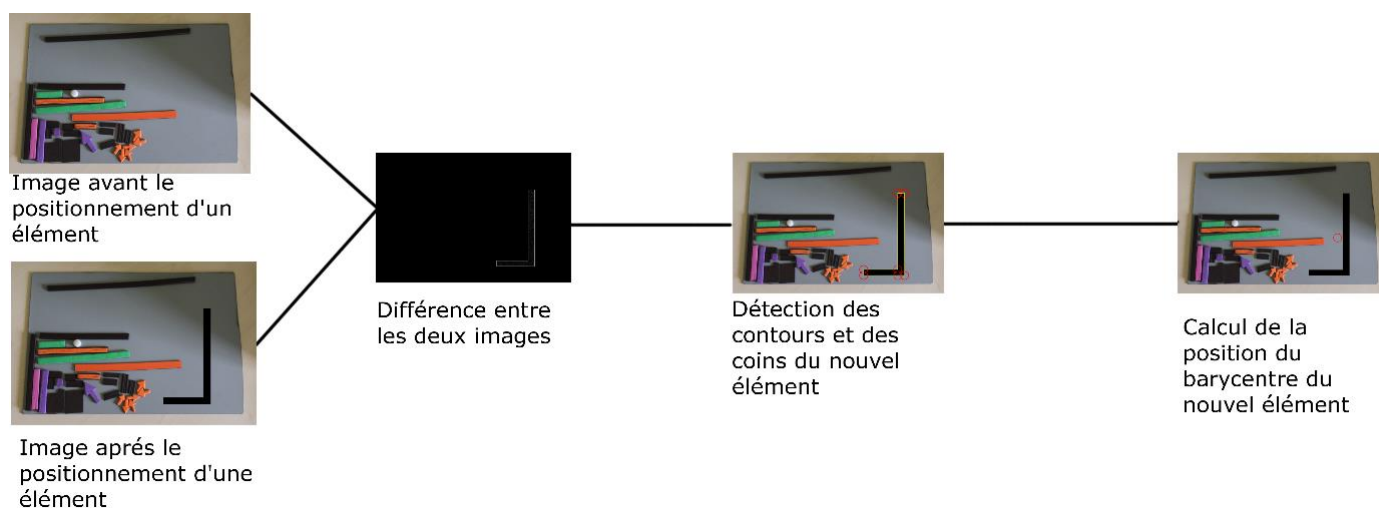 Image avant le
positionnement d'un
élément
Image aprés le
positionnement d'une
élément
Différence entre
les deux images
Détection des
contours et des
coins du nouvel
élément
Calcul de la
position du
barycentre du
nouvel élément